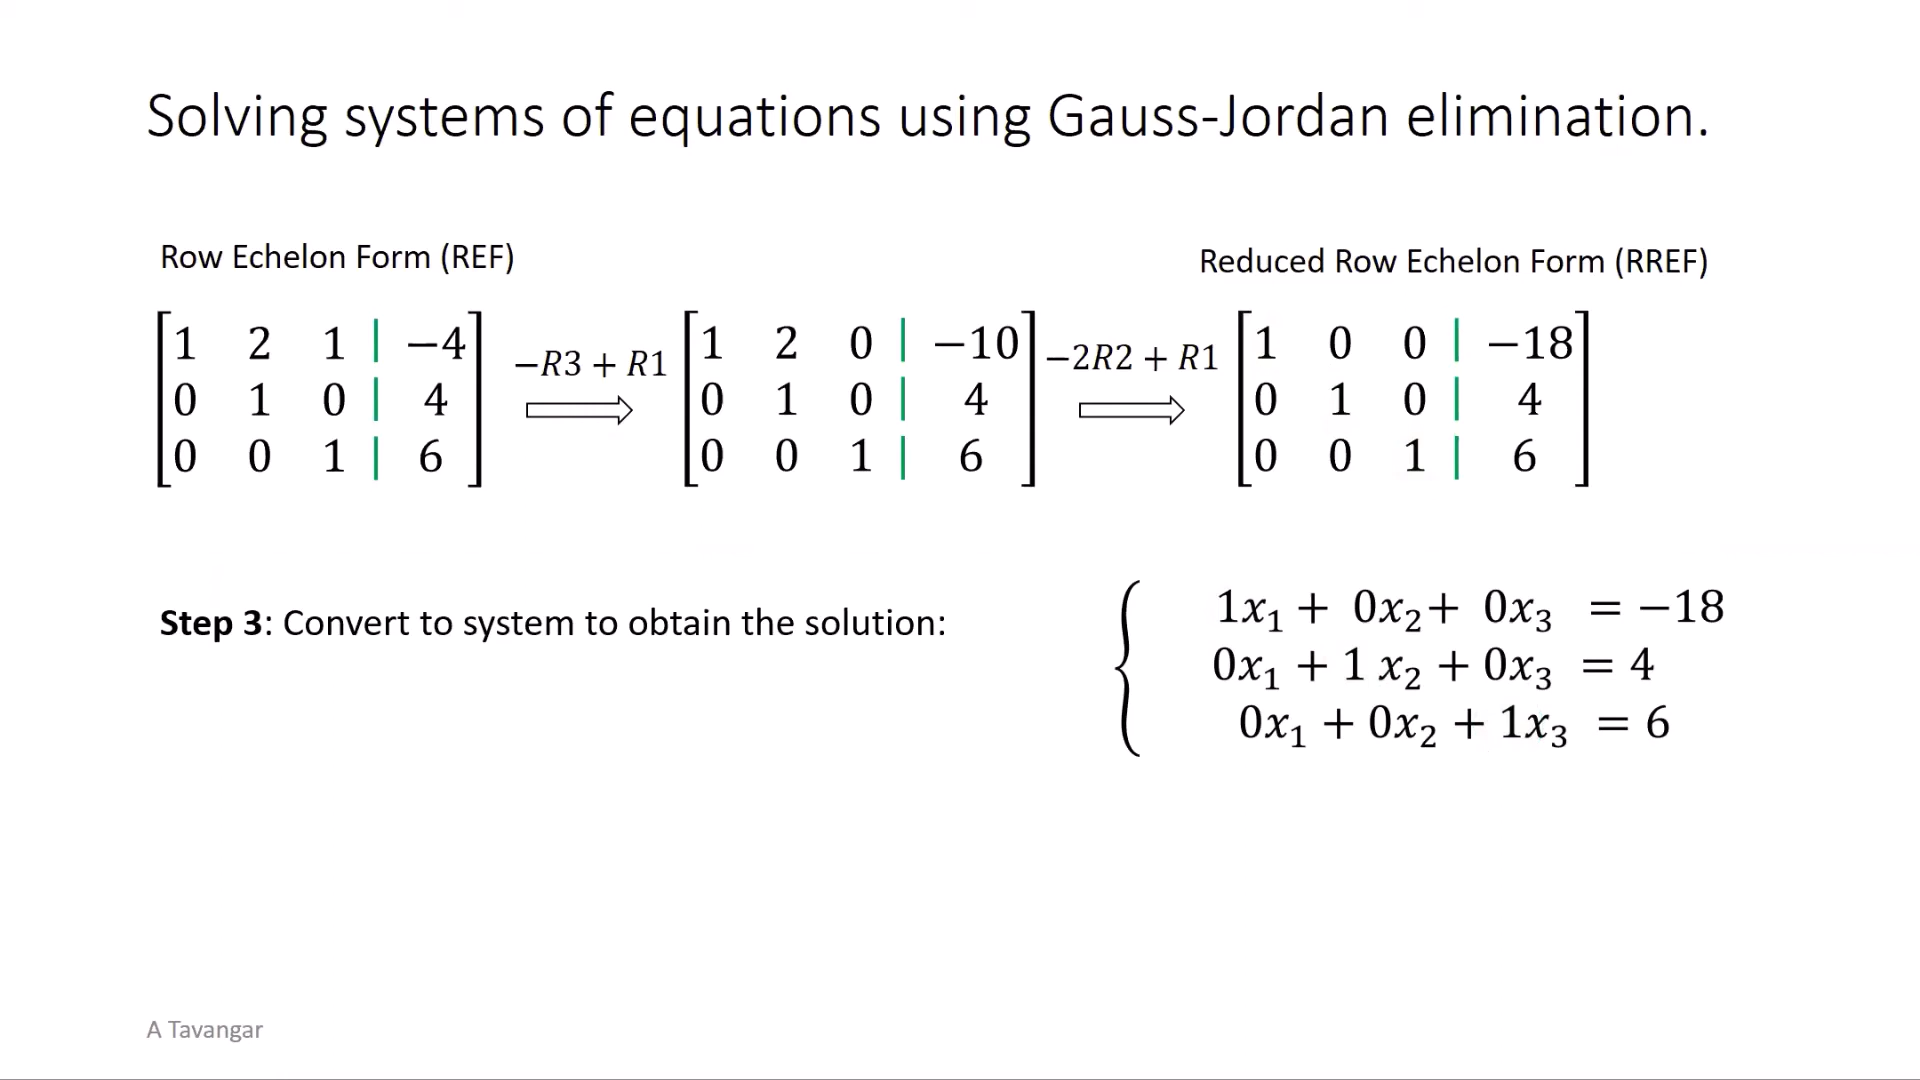 Solving systems of equations using Gauss-Jordan elimination.
Row Echelon Form (REF)
Reduced Row Echelon Form (RREF)
[1 2 1 | −4]
[0 1 0 | 4]
[0 0 1 | 6]
−R3 + R1
[1 2 0 | −10]
[0 1 0 | 4]
[0 0 1 | 6]
−2R2 + R1
[1 0 0 | −18]
[0 1 0 | 4]
[0 0 1 | 6]
Step 3: Convert to system to obtain the solution:
1x₁ + 0x₂+ 0x₃ = −18
0x₁ + 1 x₂ + 0x₃ = 4
0x₁ + 0x₂ + 1x₃ = 6
A Tavangar